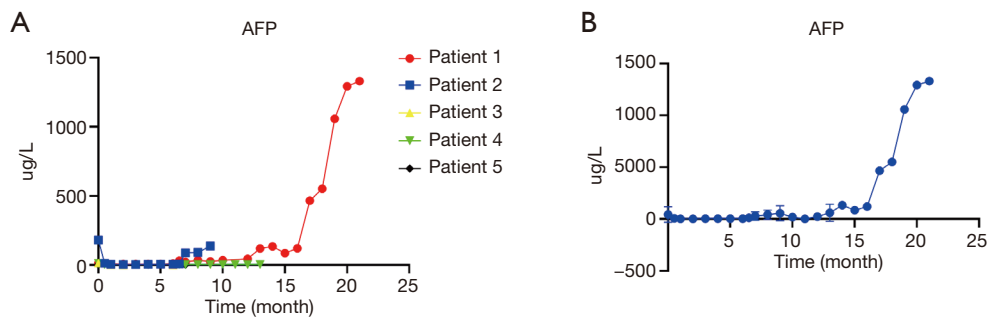 A
AFP
1500
1000
500
0
ug/L
0
5
10
15
20
25
Time (month)
Patient 1
Patient 2
Patient 3
Patient 4
Patient 5
B
AFP
1500
1000
5000
0
−500
ug/L
5
10
15
20
25
Time (month)